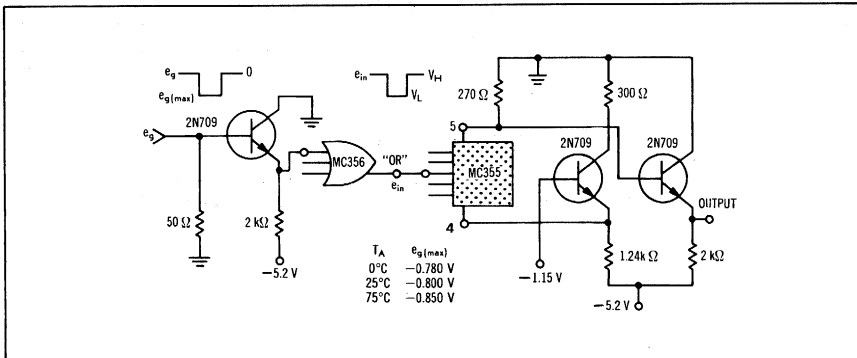 e_g 0
e_g(max)
e_in V_H
V_L
2N709
e_g
50 Ω
2 kΩ
−5.2 V
MC356
"OR"
e_in
270 Ω
300 Ω
5
MC355
4
2N709
2N709
OUTPUT
1.24k Ω
2 kΩ
−1.15 V
−5.2 V
T_A e_g(max)
0°C −0.780 V
25°C −0.800 V
75°C −0.850 V